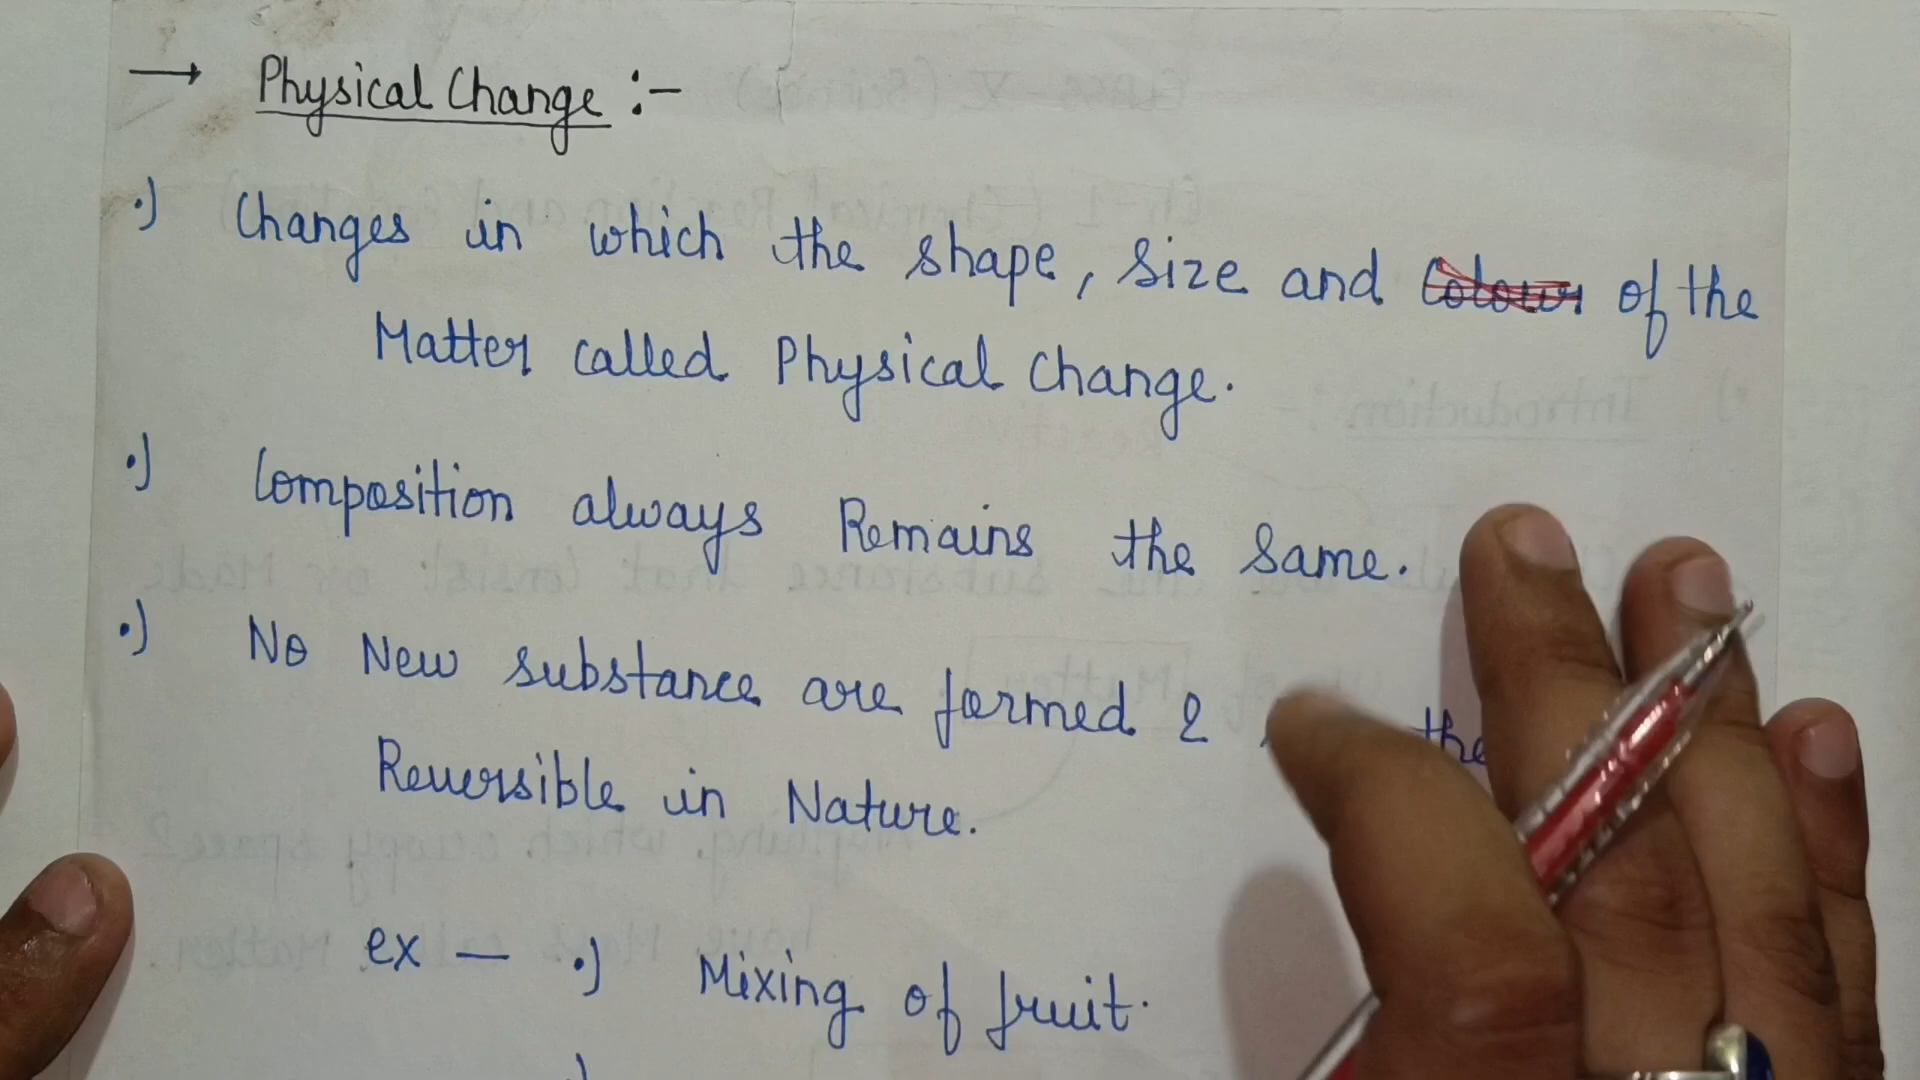 → Physical Change :-
•) Changes in which the shape, size and Colour of the
Matter called Physical Change.
•) Composition always Remains the same.
•) No New substance are formed & the
Reversible in Nature.
ex — •) Mixing of fruit.